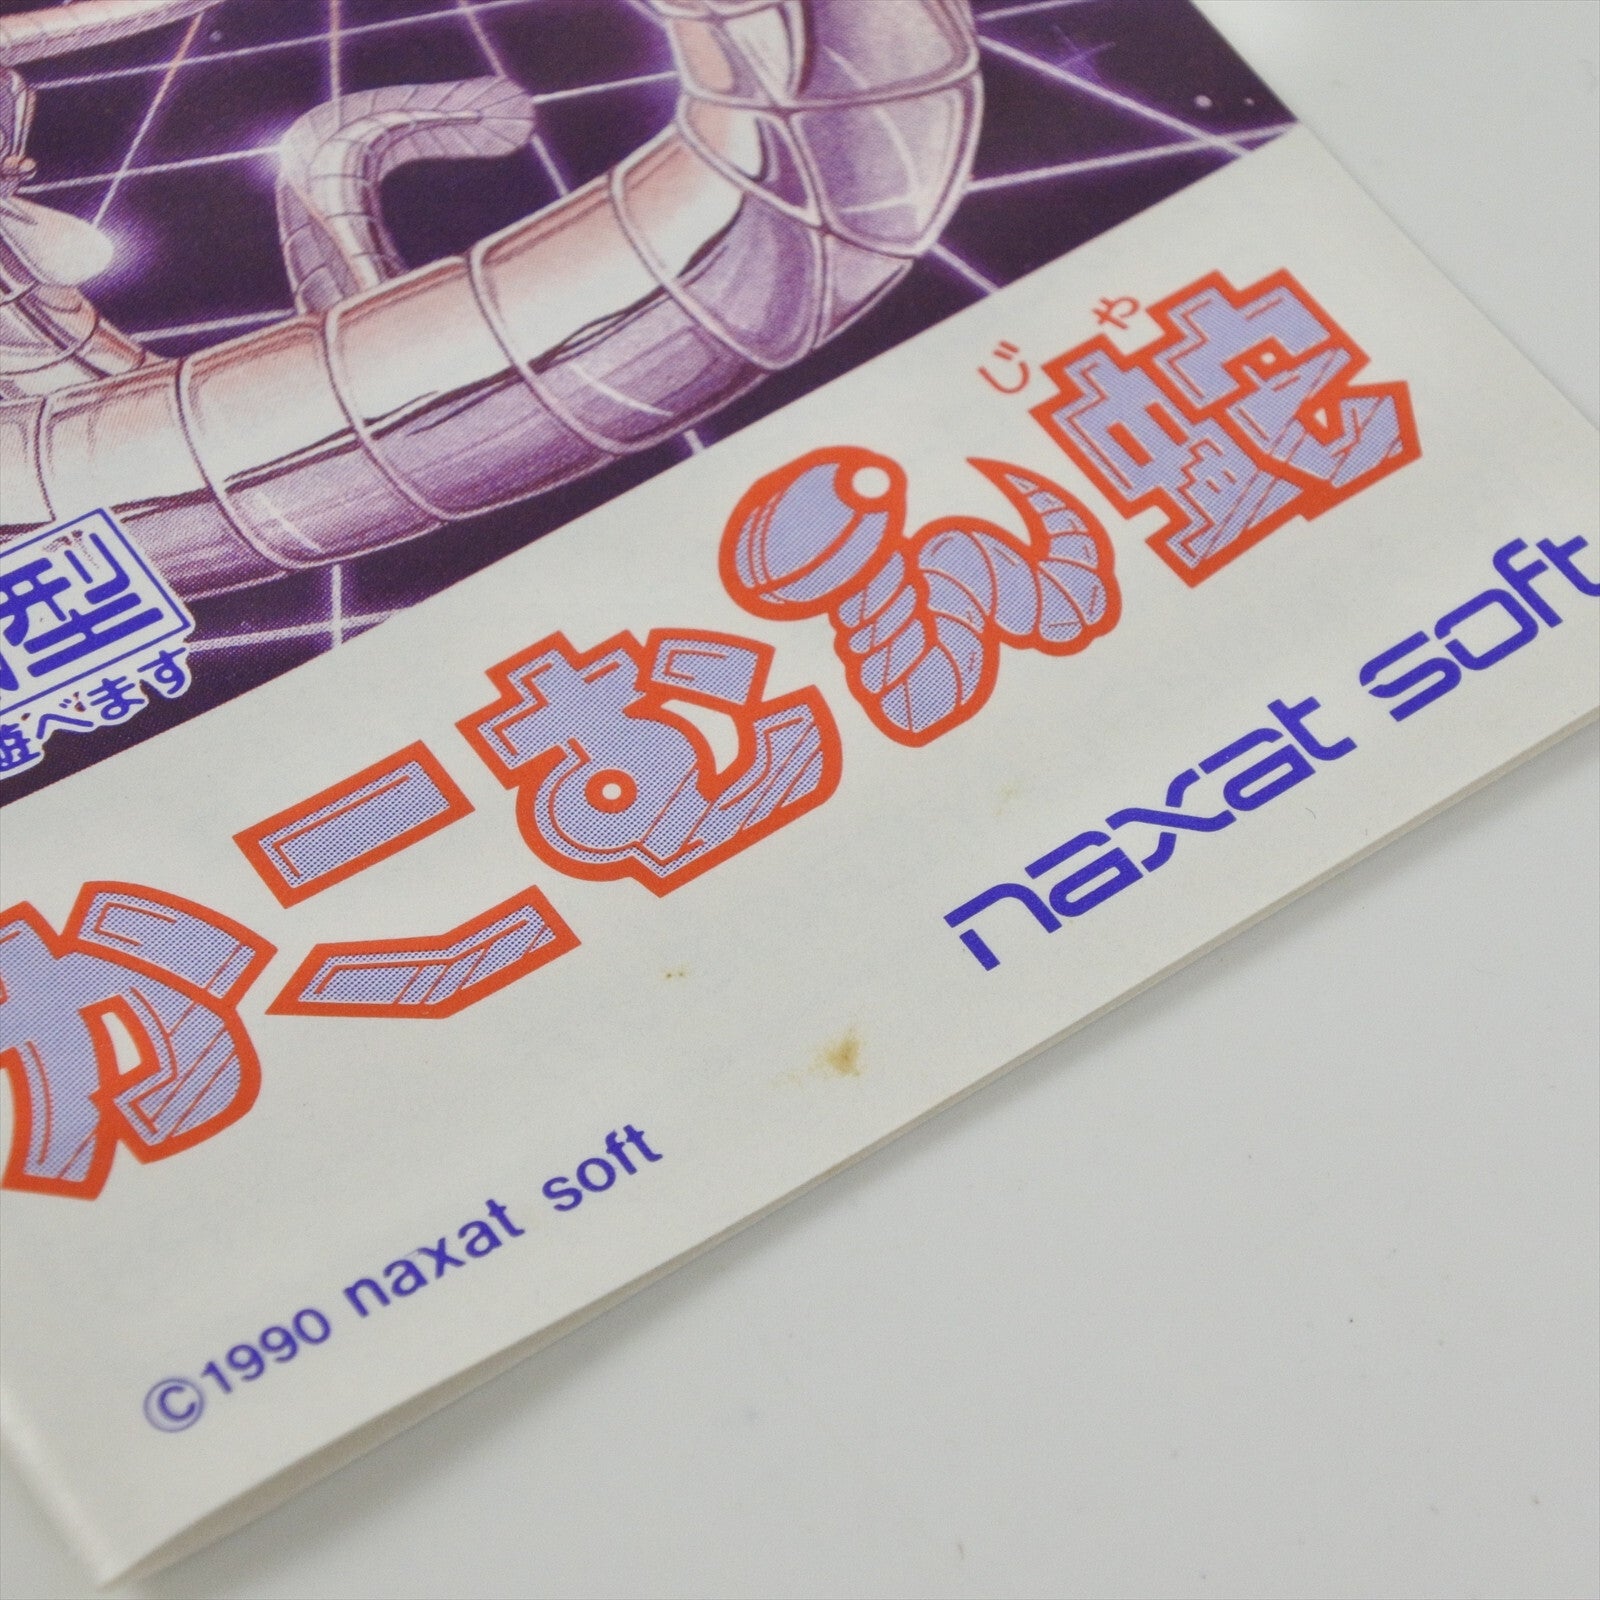 型
遊べます
じゃ
かこむん蛇
naxat soft
©1990 naxat soft